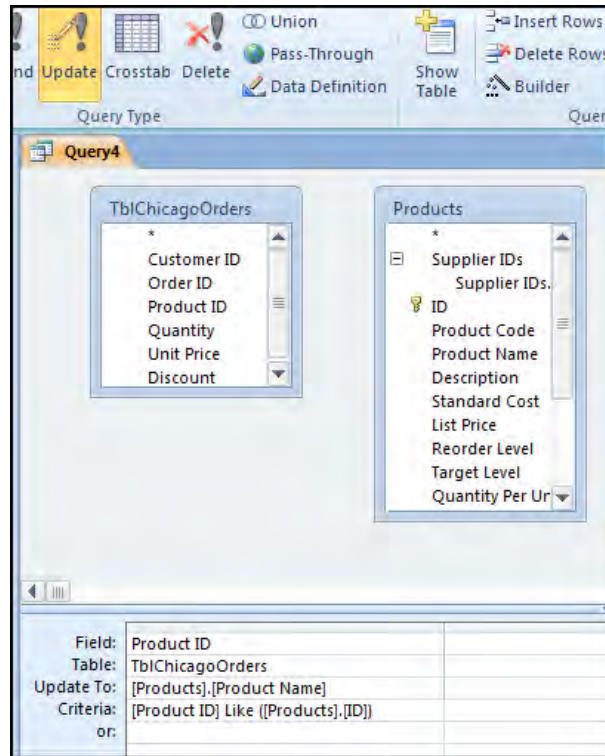 Union
Pass-Through
Data Definition
nd Update Crosstab Delete
Query Type
Show
Table
Insert Rows
Delete Rows
Builder
Quer
Query4
TblChicagoOrders
*
Customer ID
Order ID
Product ID
Quantity
Unit Price
Discount
Products
*
Supplier IDs
Supplier IDs.
ID
Product Code
Product Name
Description
Standard Cost
List Price
Reorder Level
Target Level
Quantity Per Ur
Field: Product ID
Table: TblChicagoOrders
Update To: [Products].[Product Name]
Criteria: [Product ID] Like ([Products].[ID])
or: